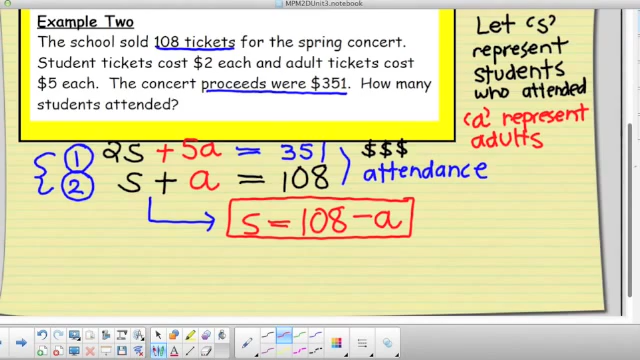 MPM2DUnit3.notebook
Example Two
The school sold 108 tickets for the spring concert.
Student tickets cost $2 each and adult tickets cost
$5 each. The concert proceeds were $351. How many
students attended?
Let 's'
represent
students
who attended
'a' represent
adults
① 2s + 5a = 351 $$$
② s + a = 108 attendance
s = 108 - a